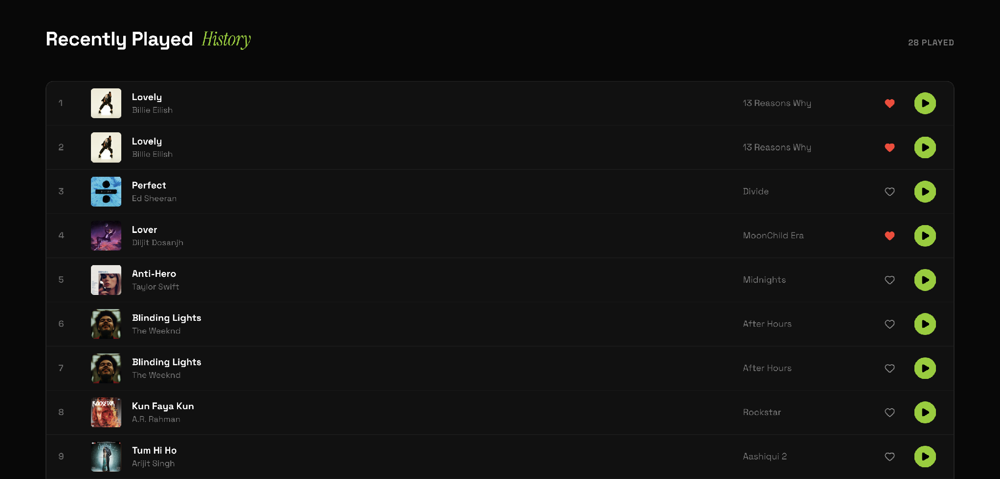 Recently Played History
28 PLAYED
1
Lovely
Billie Eilish
13 Reasons Why
2
Lovely
Billie Eilish
13 Reasons Why
3
Perfect
Ed Sheeran
Divide
4
Lover
Diljit Dosanjh
MoonChild Era
5
Anti-Hero
Taylor Swift
Midnights
6
Blinding Lights
The Weeknd
After Hours
7
Blinding Lights
The Weeknd
After Hours
8
ROCKSTAR
Kun Faya Kun
A.R. Rahman
Rockstar
9
Tum Hi Ho
Arijit Singh
Aashiqui 2